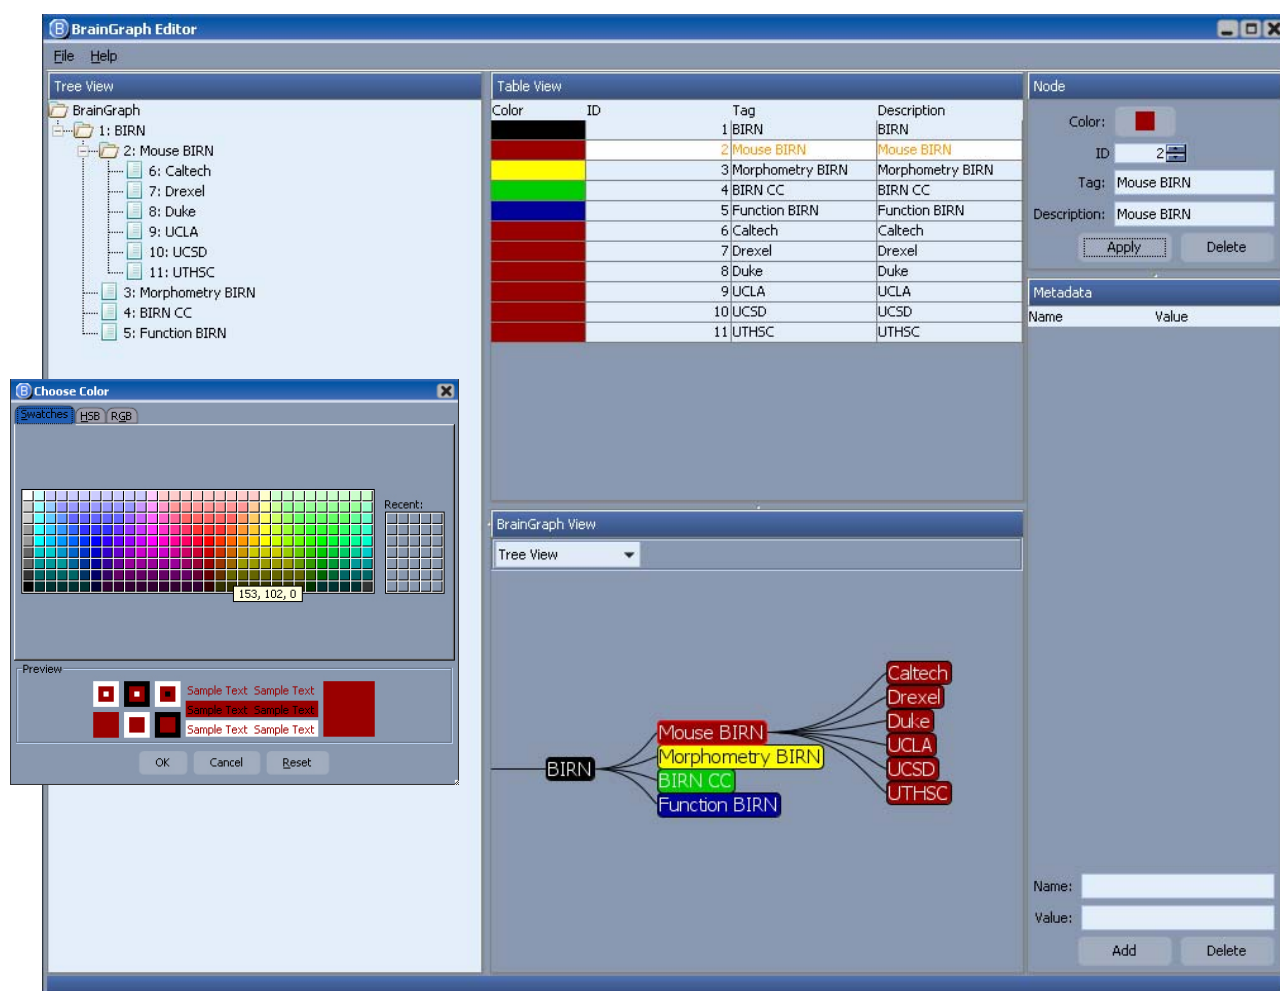 BrainGraph Editor
File Help
Tree View
BrainGraph
1: BIRN
2: Mouse BIRN
6: Caltech
7: Drexel
8: Duke
9: UCLA
10: UCSD
11: UTHSC
3: Morphometry BIRN
4: BIRN CC
5: Function BIRN
Table View
Color ID Tag Description
1 BIRN BIRN
2 Mouse BIRN Mouse BIRN
3 Morphometry BIRN Morphometry BIRN
4 BIRN CC BIRN CC
5 Function BIRN Function BIRN
6 Caltech Caltech
7 Drexel Drexel
8 Duke Duke
9 UCLA UCLA
10 UCSD UCSD
11 UTHSC UTHSC
Node
Color:
ID 2
Tag: Mouse BIRN
Description: Mouse BIRN
Apply Delete
Metadata
Name Value
Name:
Value:
Add Delete
Choose Color
Swatches HSB RGB
Recent:
153, 102, 0
Preview
Sample Text Sample Text
Sample Text Sample Text
Sample Text Sample Text
OK Cancel Reset
BrainGraph View
Tree View
BIRN
Mouse BIRN
Morphometry BIRN
BIRN CC
Function BIRN
Caltech
Drexel
Duke
UCLA
UCSD
UTHSC